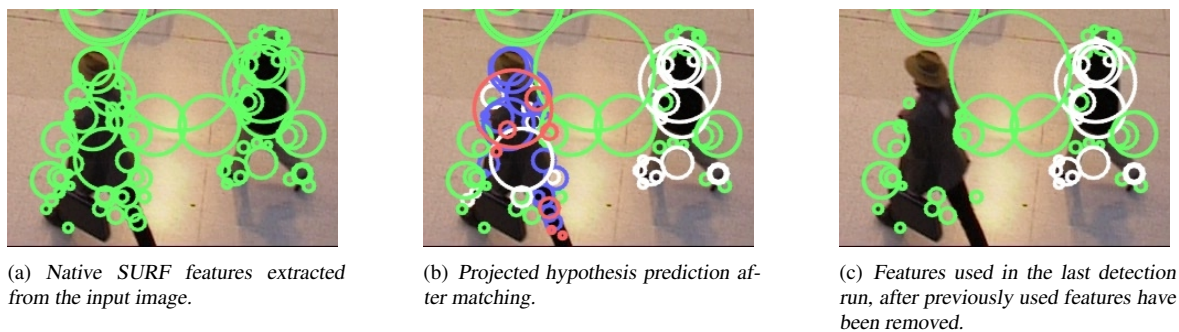 (a) Native SURF features extracted
from the input image.
(b) Projected hypothesis prediction af-
ter matching.
(c) Features used in the last detection
run, after previously used features have
been removed.